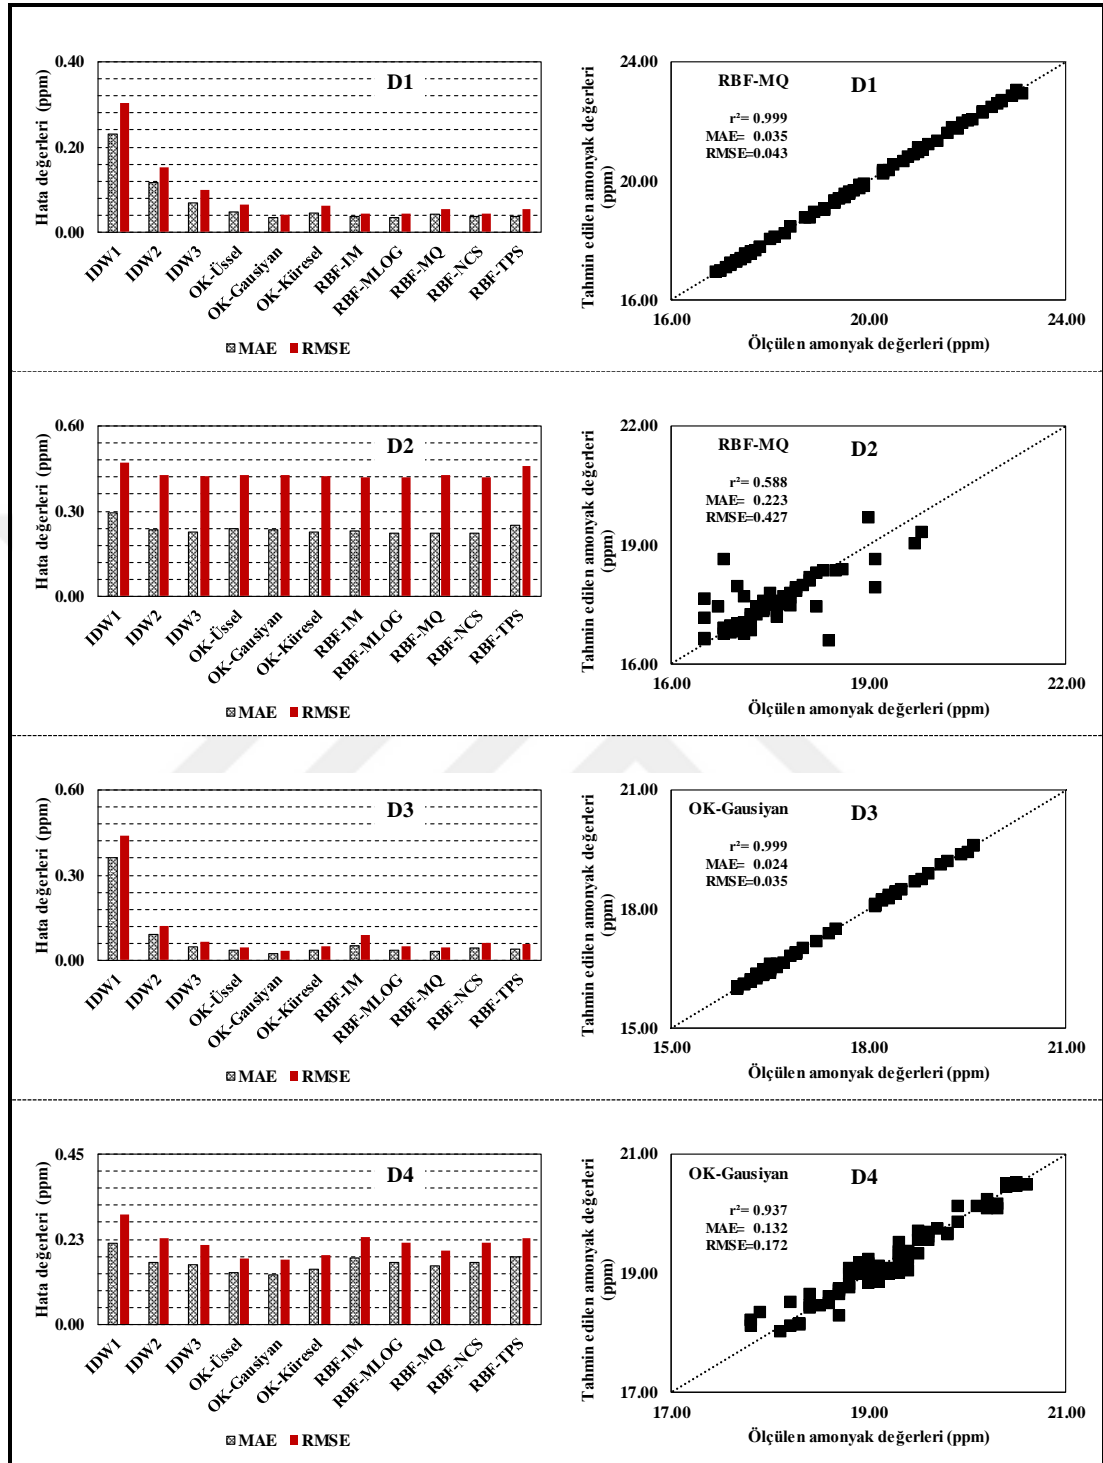 0.40
0.20
0.00
Hata değerleri (ppm)
D1
IDW1
IDW2
IDW3
OK-Üssel
OK-Gausiyan
OK-Küresel
RBF-IM
RBF-MLOG
RBF-MQ
RBF-NCS
RBF-TPS
MAE RMSE
24.00
20.00
16.00
Tahmin edilen amonyak değerleri
(ppm)
RBF-MQ D1
r²= 0.999
MAE= 0.035
RMSE=0.043
16.00 20.00 24.00
Ölçülen amonyak değerleri (ppm)
0.60
0.30
0.00
Hata değerleri (ppm)
D2
IDW1
IDW2
IDW3
OK-Üssel
OK-Gausiyan
OK-Küresel
RBF-IM
RBF-MLOG
RBF-MQ
RBF-NCS
RBF-TPS
MAE RMSE
22.00
19.00
16.00
Tahmin edilen amonyak değerleri
(ppm)
RBF-MQ D2
r²= 0.588
MAE= 0.223
RMSE=0.427
16.00 19.00 22.00
Ölçülen amonyak değerleri (ppm)
0.60
0.30
0.00
Hata değerleri (ppm)
D3
IDW1
IDW2
IDW3
OK-Üssel
OK-Gausiyan
OK-Küresel
RBF-IM
RBF-MLOG
RBF-MQ
RBF-NCS
RBF-TPS
MAE RMSE
21.00
18.00
15.00
Tahmin edilen amonyak değerleri
(ppm)
OK-Gausiyan D3
r²= 0.999
MAE= 0.024
RMSE=0.035
15.00 18.00 21.00
Ölçülen amonyak değerleri (ppm)
0.45
0.23
0.00
Hata değerleri (ppm)
D4
IDW1
IDW2
IDW3
OK-Üssel
OK-Gausiyan
OK-Küresel
RBF-IM
RBF-MLOG
RBF-MQ
RBF-NCS
RBF-TPS
MAE RMSE
21.00
19.00
17.00
Tahmin edilen amonyak değerleri
(ppm)
OK-Gausiyan D4
r²= 0.937
MAE= 0.132
RMSE=0.172
17.00 19.00 21.00
Ölçülen amonyak değerleri (ppm)